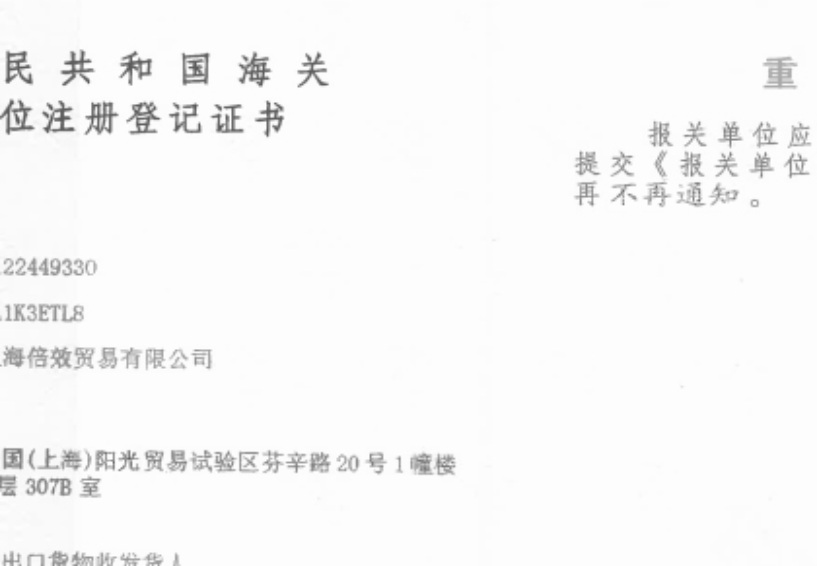 民共和国海关
位注册登记证书
22449330
1K3ETL8
海倍效贸易有限公司
国(上海)阳光贸易试验区芬辛路20号1幢楼
层 307B 室
出口货物收发货人
重
报关单位应
提交《报关单位
再不再通知。